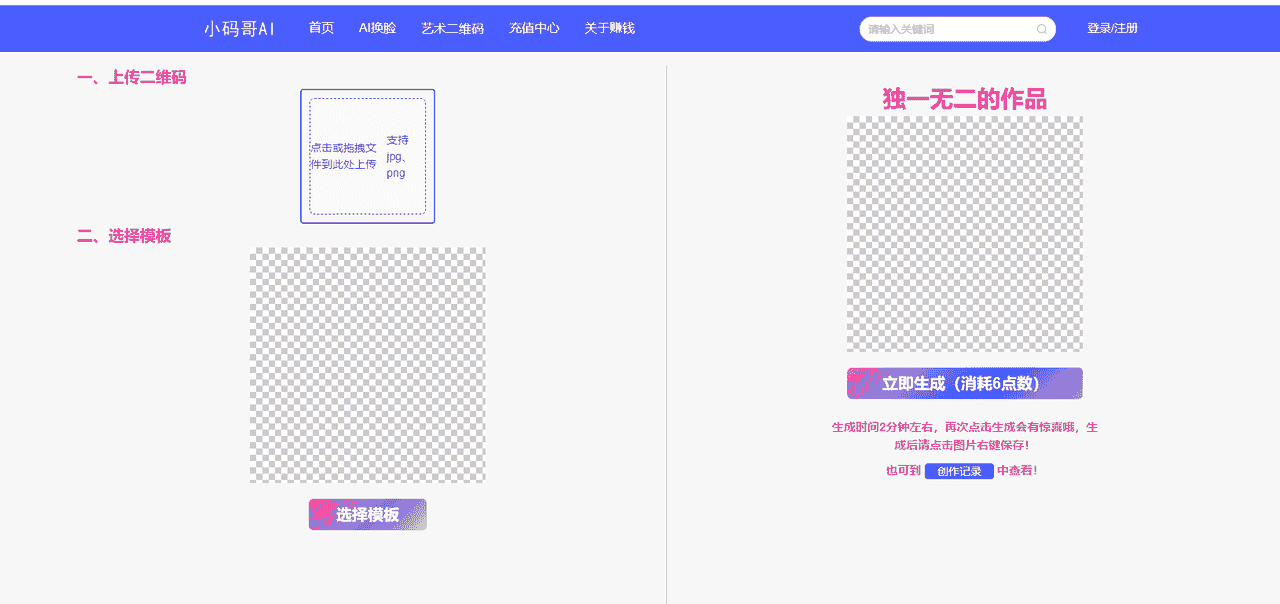 小码哥AI
首页
AI换脸
艺术二维码
充值中心
关于赚钱
请输入关键词
登录/注册
一、上传二维码
点击或拖拽文
件到此处上传
支持
jpg、
png
二、选择模板
选择模板
独一无二的作品
立即生成（消耗6点数）
生成时间2分钟左右，再次点击生成会有惊喜哦，生
成后请点击图片右键保存！
也可到 创作记录 中查看！